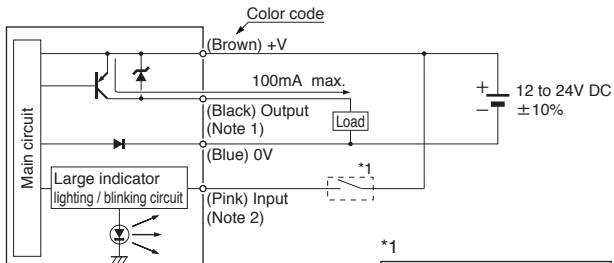 Color code
(Brown) +V
100mA max.
(Black) Output
(Note 1)
Load
+
−
12 to 24V DC
±10%
Main circuit
(Blue) 0V
Large indicator
lighting / blinking circuit
*1
(Pink) Input
(Note 2)
*1